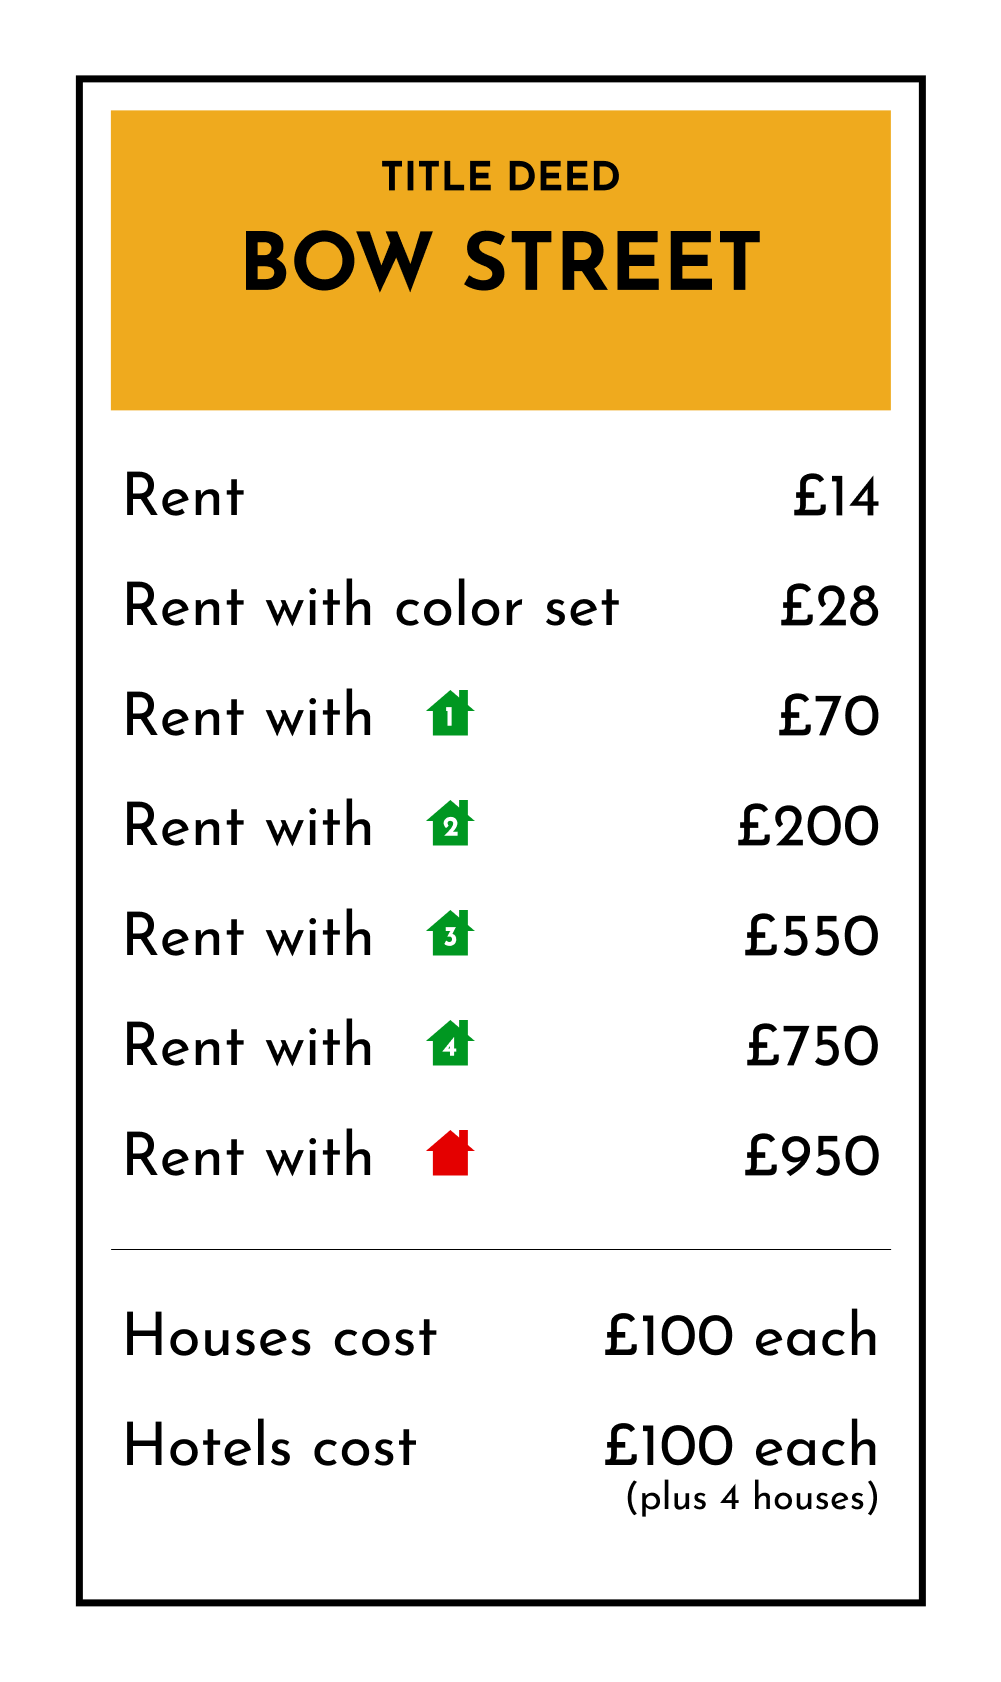 TITLE DEED
BOW STREET
Rent £14
Rent with color set £28
Rent with 1 £70
Rent with 2 £200
Rent with 3 £550
Rent with 4 £750
Rent with £950
Houses cost £100 each
Hotels cost £100 each
(plus 4 houses)